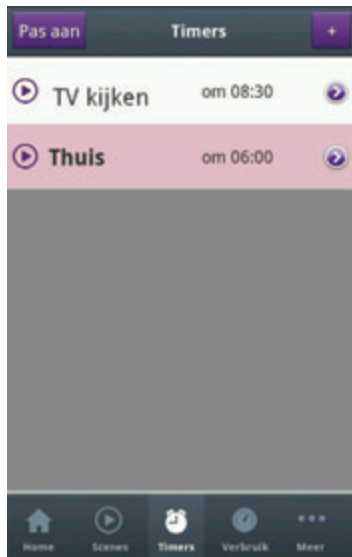 Pas aan Timers +
TV kijken om 08:30
Thuis om 06:00
Home Scenes Timers Verbruik Meer